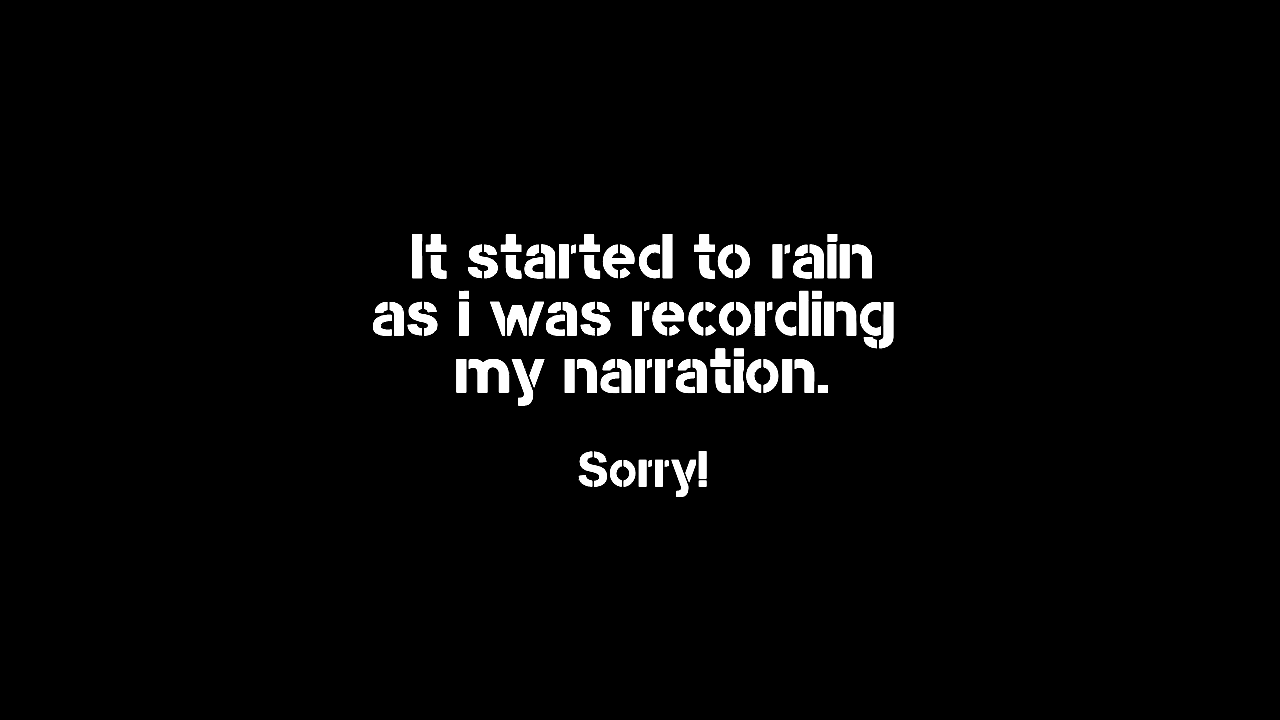 It started to rain
as i was recording
my narration.
Sorry!